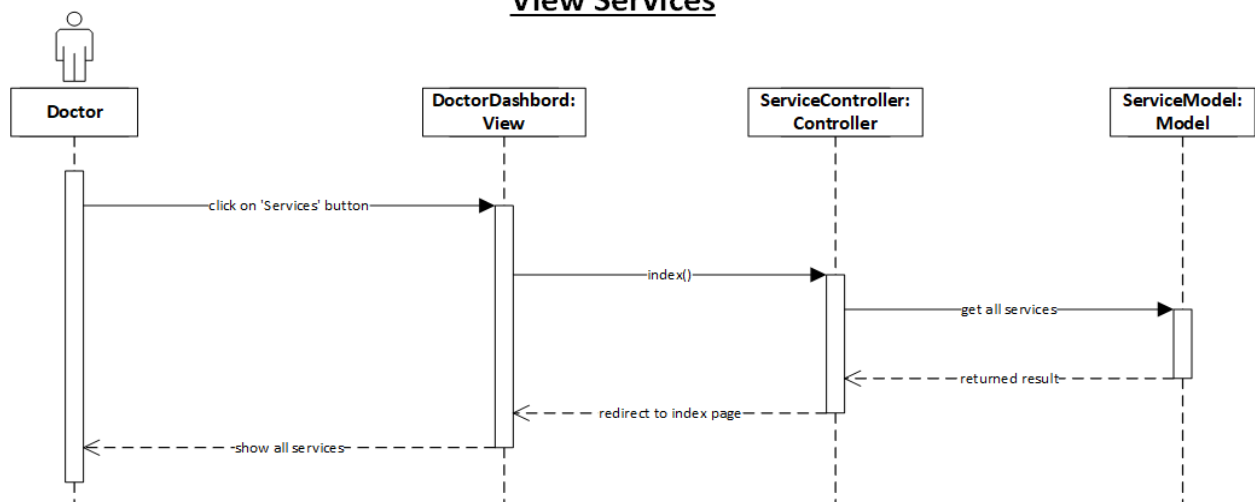 View Services
Doctor
DoctorDashbord:
View
ServiceController:
Controller
ServiceModel:
Model
click on 'Services' button
index()
get all services
returned result
redirect to index page
show all services